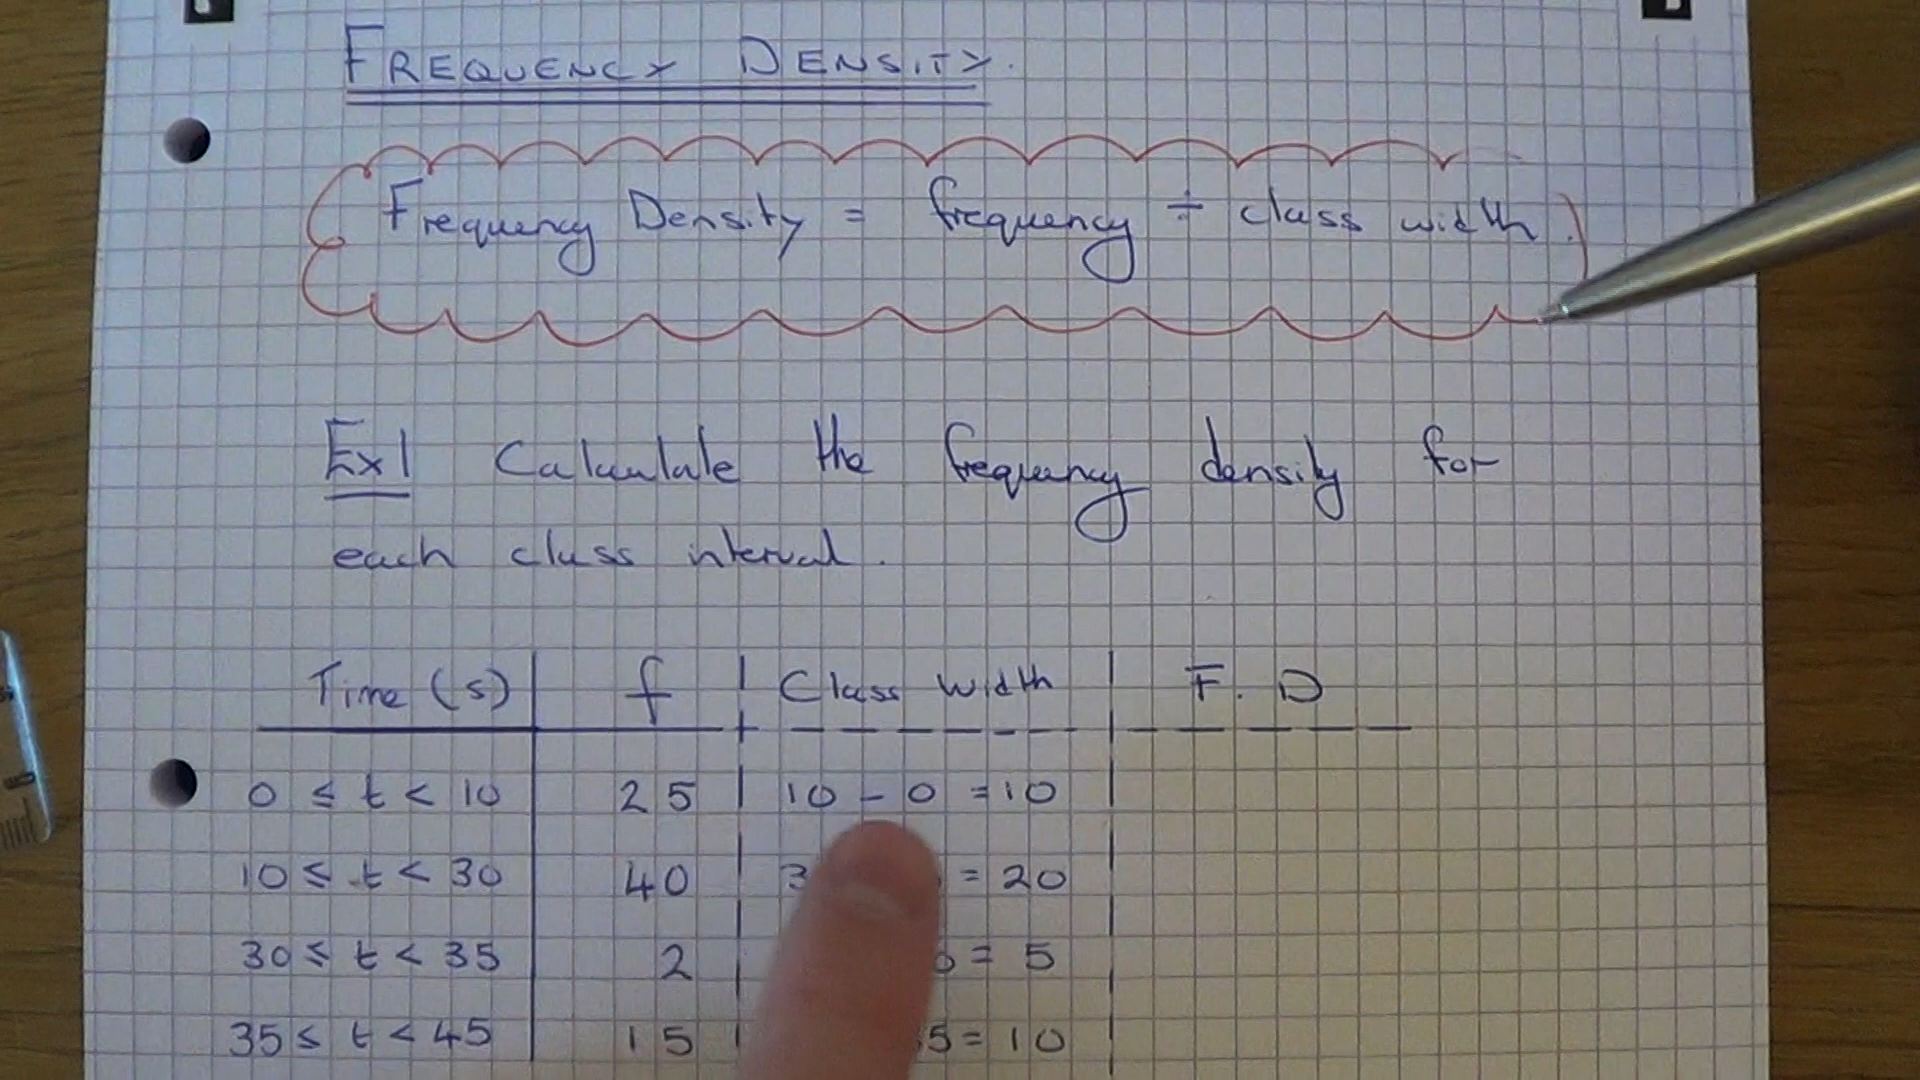 FREQUENCY DENSITY.
Frequency Density = frequency ÷ class width.
Ex1 Calculate the frequency density for
each class interval.
Time (s) f Class Width F. D
0 ≤ t < 10 25 10 - 0 = 10
10 ≤ t < 30 40 = 20
30 ≤ t < 35 2 = 5
35 ≤ t < 45 15 = 10